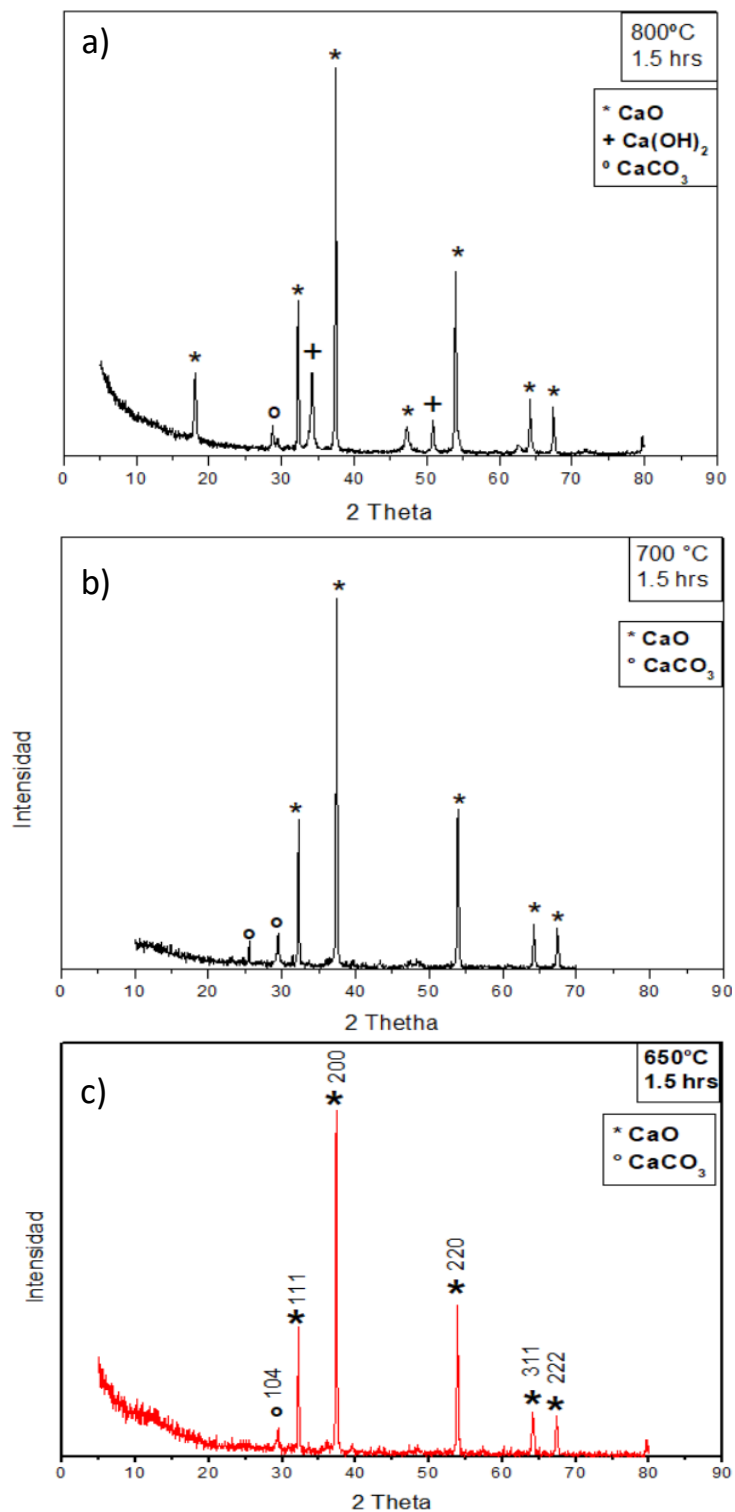 a)
800ºC
1.5 hrs
* CaO
+ Ca(OH)2
º CaCO3
*
*
*
+
*
º
*
+
*
*
*
0 10 20 30 40 50 60 70 80 90
2 Theta
b)
700 °C
1.5 hrs
* CaO
º CaCO3
Intensidad
*
*
*
º
º
*
*
0 10 20 30 40 50 60 70 80 90
2 Thetha
c)
650°C
1.5 hrs
* CaO
º CaCO3
Intensidad
* 200
* 111
* 220
º 104
* 311
* 222
0 10 20 30 40 50 60 70 80 90
2 Theta